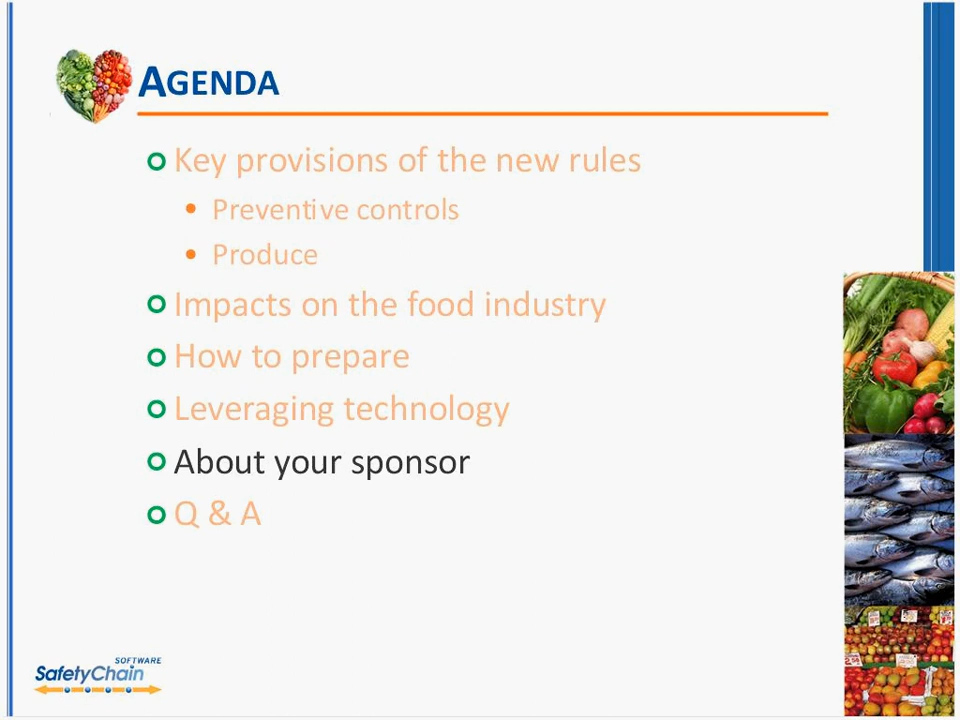 AGENDA
Key provisions of the new rules
Preventive controls
Produce
Impacts on the food industry
How to prepare
Leveraging technology
About your sponsor
Q & A
SOFTWARE
SafetyChain